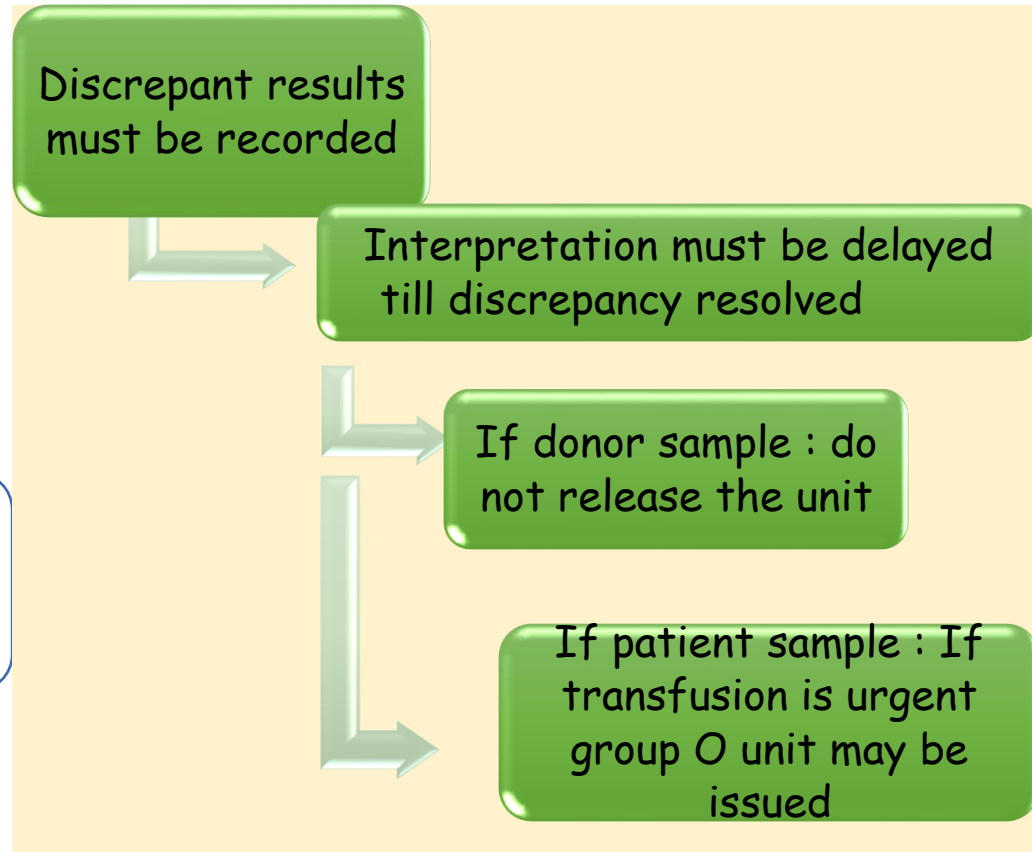 Discrepant results
must be recorded
Interpretation must be delayed
till discrepancy resolved
If donor sample : do
not release the unit
If patient sample : If
transfusion is urgent
group O unit may be
issued